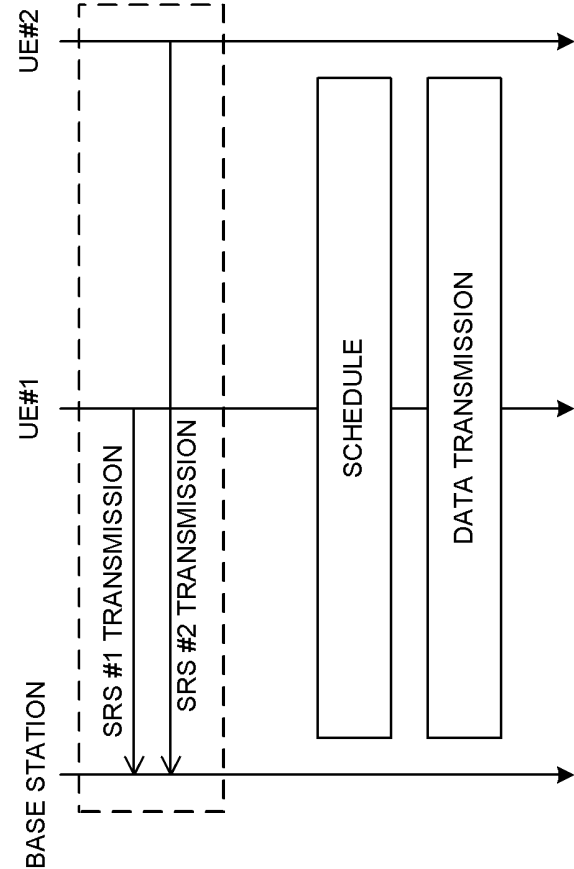 BASE STATION
UE#1
UE#2
SRS #1 TRANSMISSION
SRS #2 TRANSMISSION
SCHEDULE
DATA TRANSMISSION